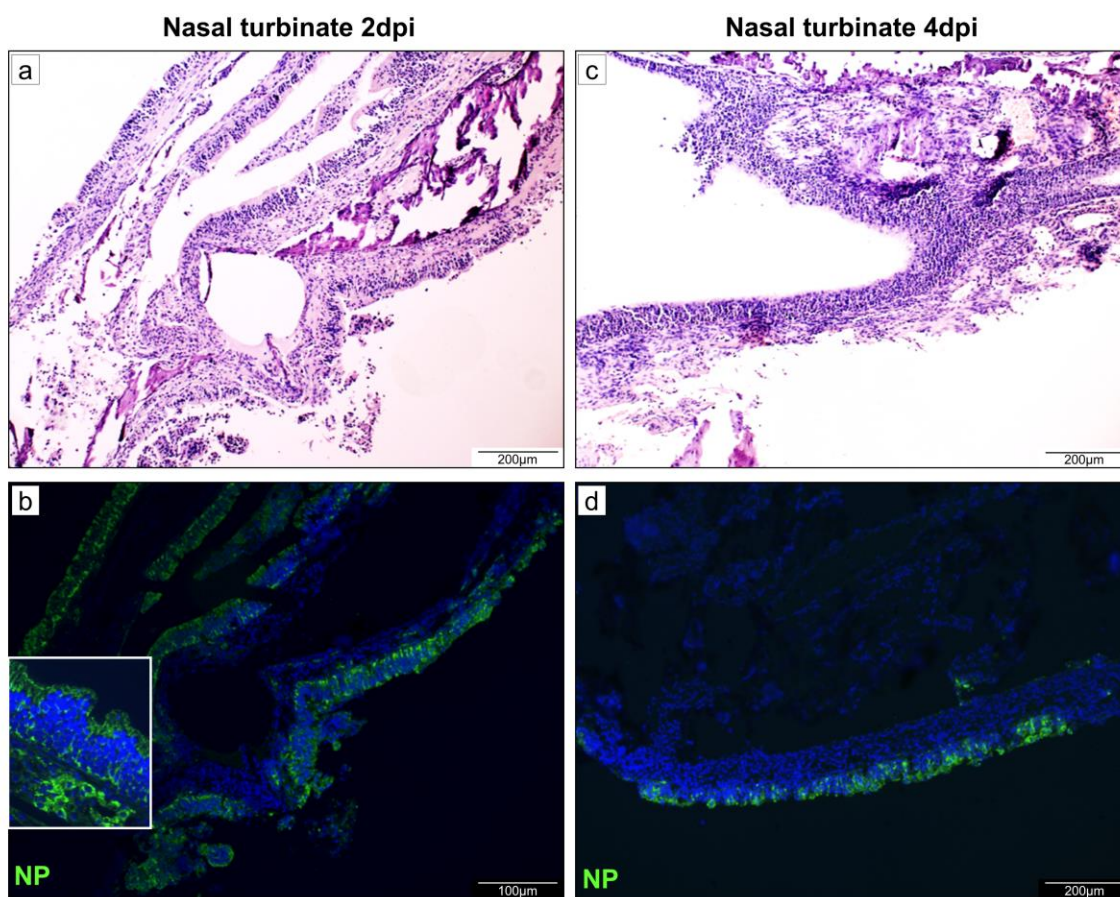 Nasal turbinate 2dpi
Nasal turbinate 4dpi
a
200µm
c
200µm
b
NP
100µm
d
NP
200µm